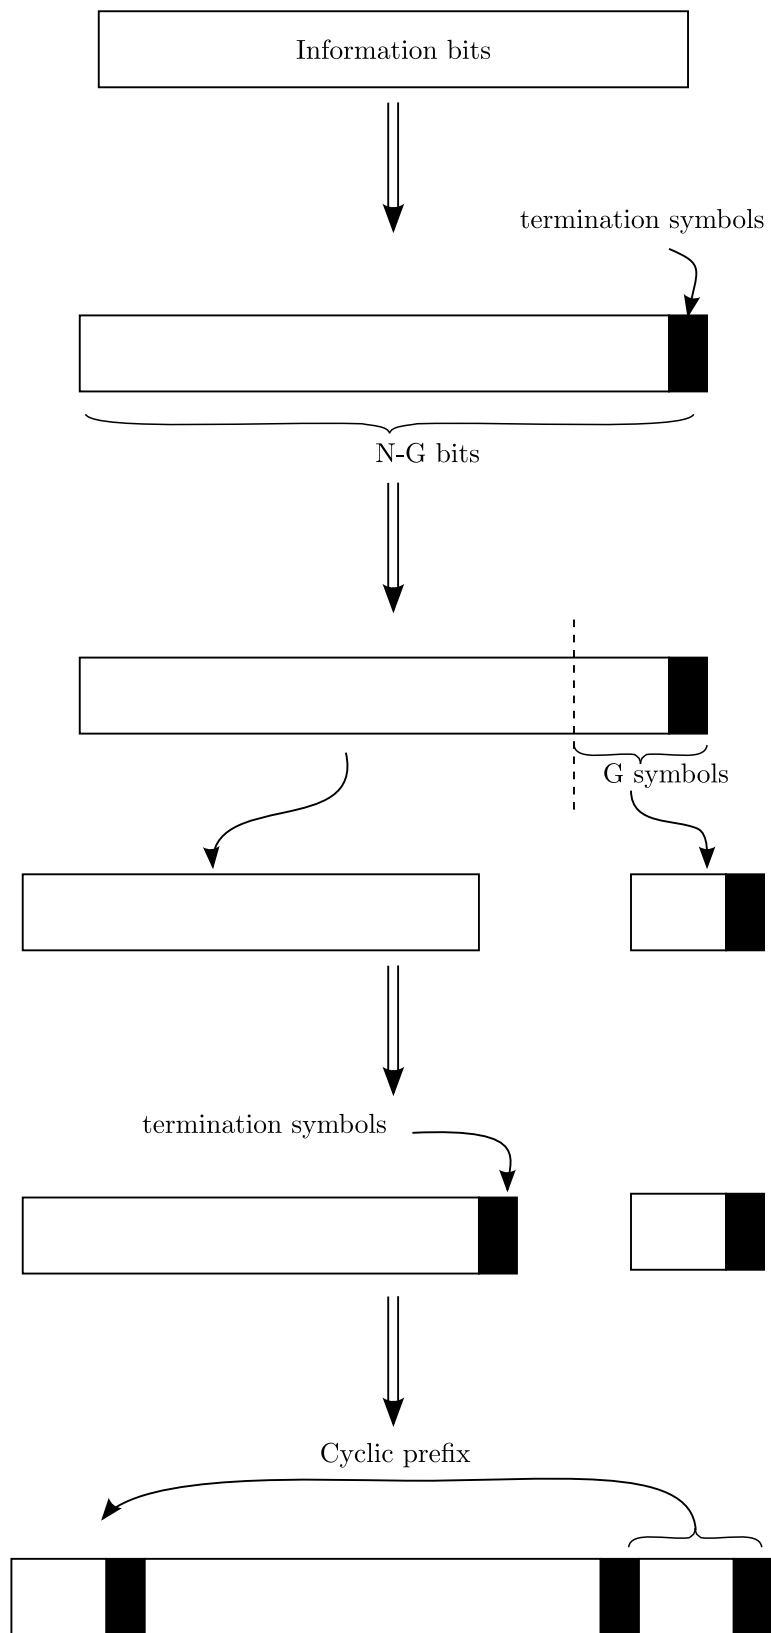 Information bits
termination symbols
N-G bits
G symbols
termination symbols
Cyclic prefix